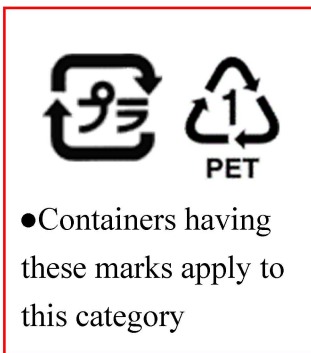 プラ
1
PET
●Containers having
these marks apply to
this category